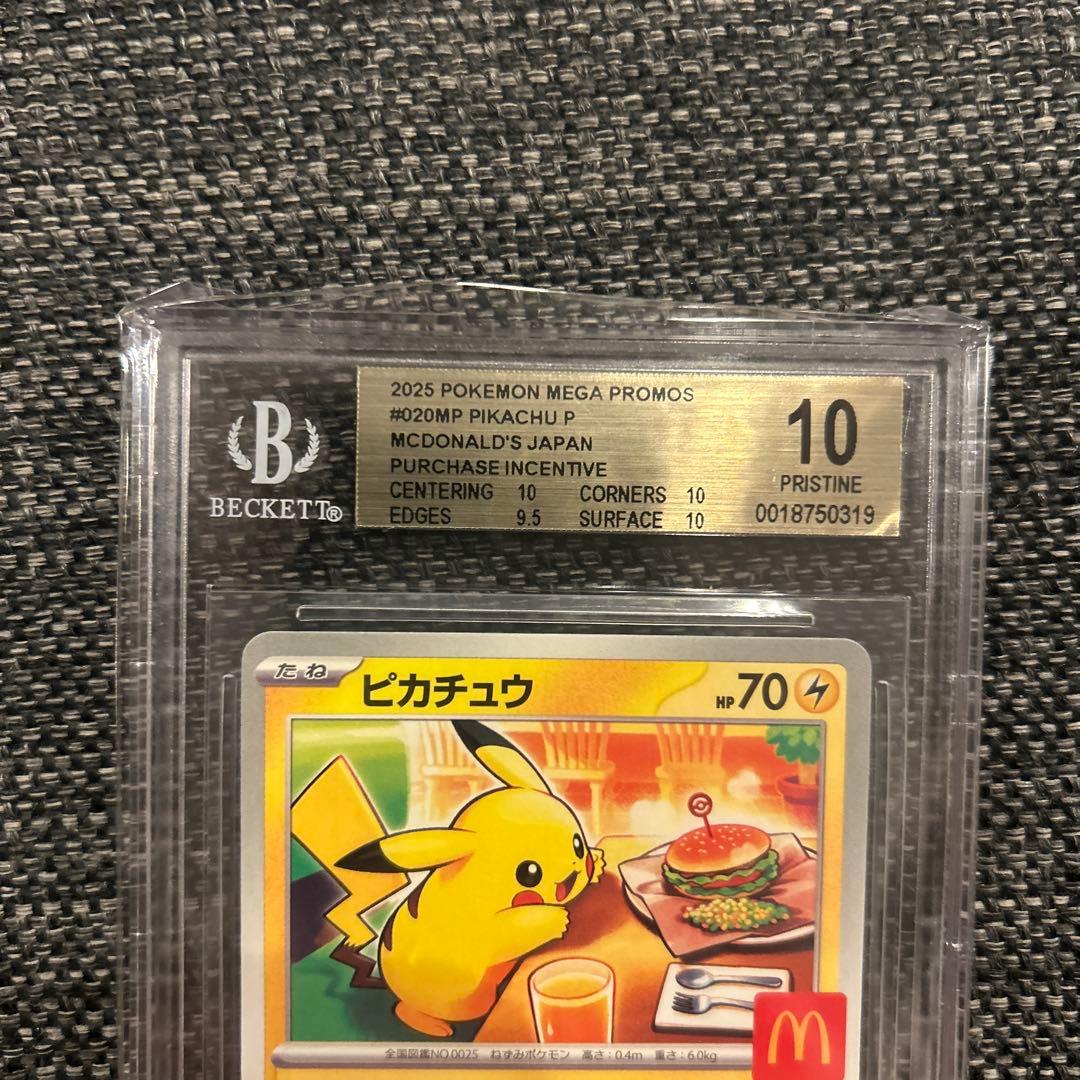 2025 POKEMON MEGA PROMOS
#020MP PIKACHU P
MCDONALD'S JAPAN
PURCHASE INCENTIVE
CENTERING 10 CORNERS 10
EDGES 9.5 SURFACE 10
10
PRISTINE
0018750319
B
BECKETT®
たね
ピカチュウ
HP70
全国図鑑NO.0025 ねずみポケモン 高さ:0.4m 重さ:6.0kg
M